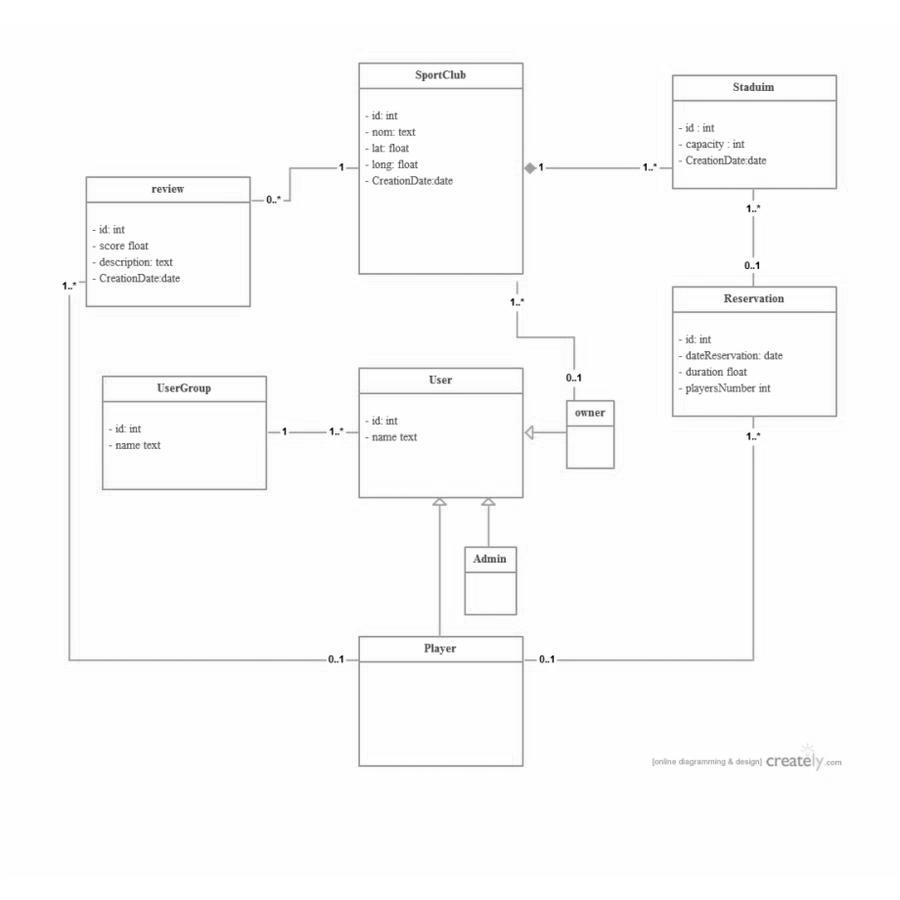 SportClub
- id: int
- nom: text
- lat: float
- long: float
- CreationDate:date
Staduim
- id : int
- capacity : int
- CreationDate:date
1
1..*
1
0..*
review
- id: int
- score float
- description: text
- CreationDate:date
1..*
1..*
0..1
Reservation
- id: int
- dateReservation: date
- duration float
- playersNumber int
1..*
1..*
0..1
owner
UserGroup
- id: int
- name text
1
1..*
User
- id: int
- name text
Admin
Player
0..1
0..1
[online diagramming & design] creately.com